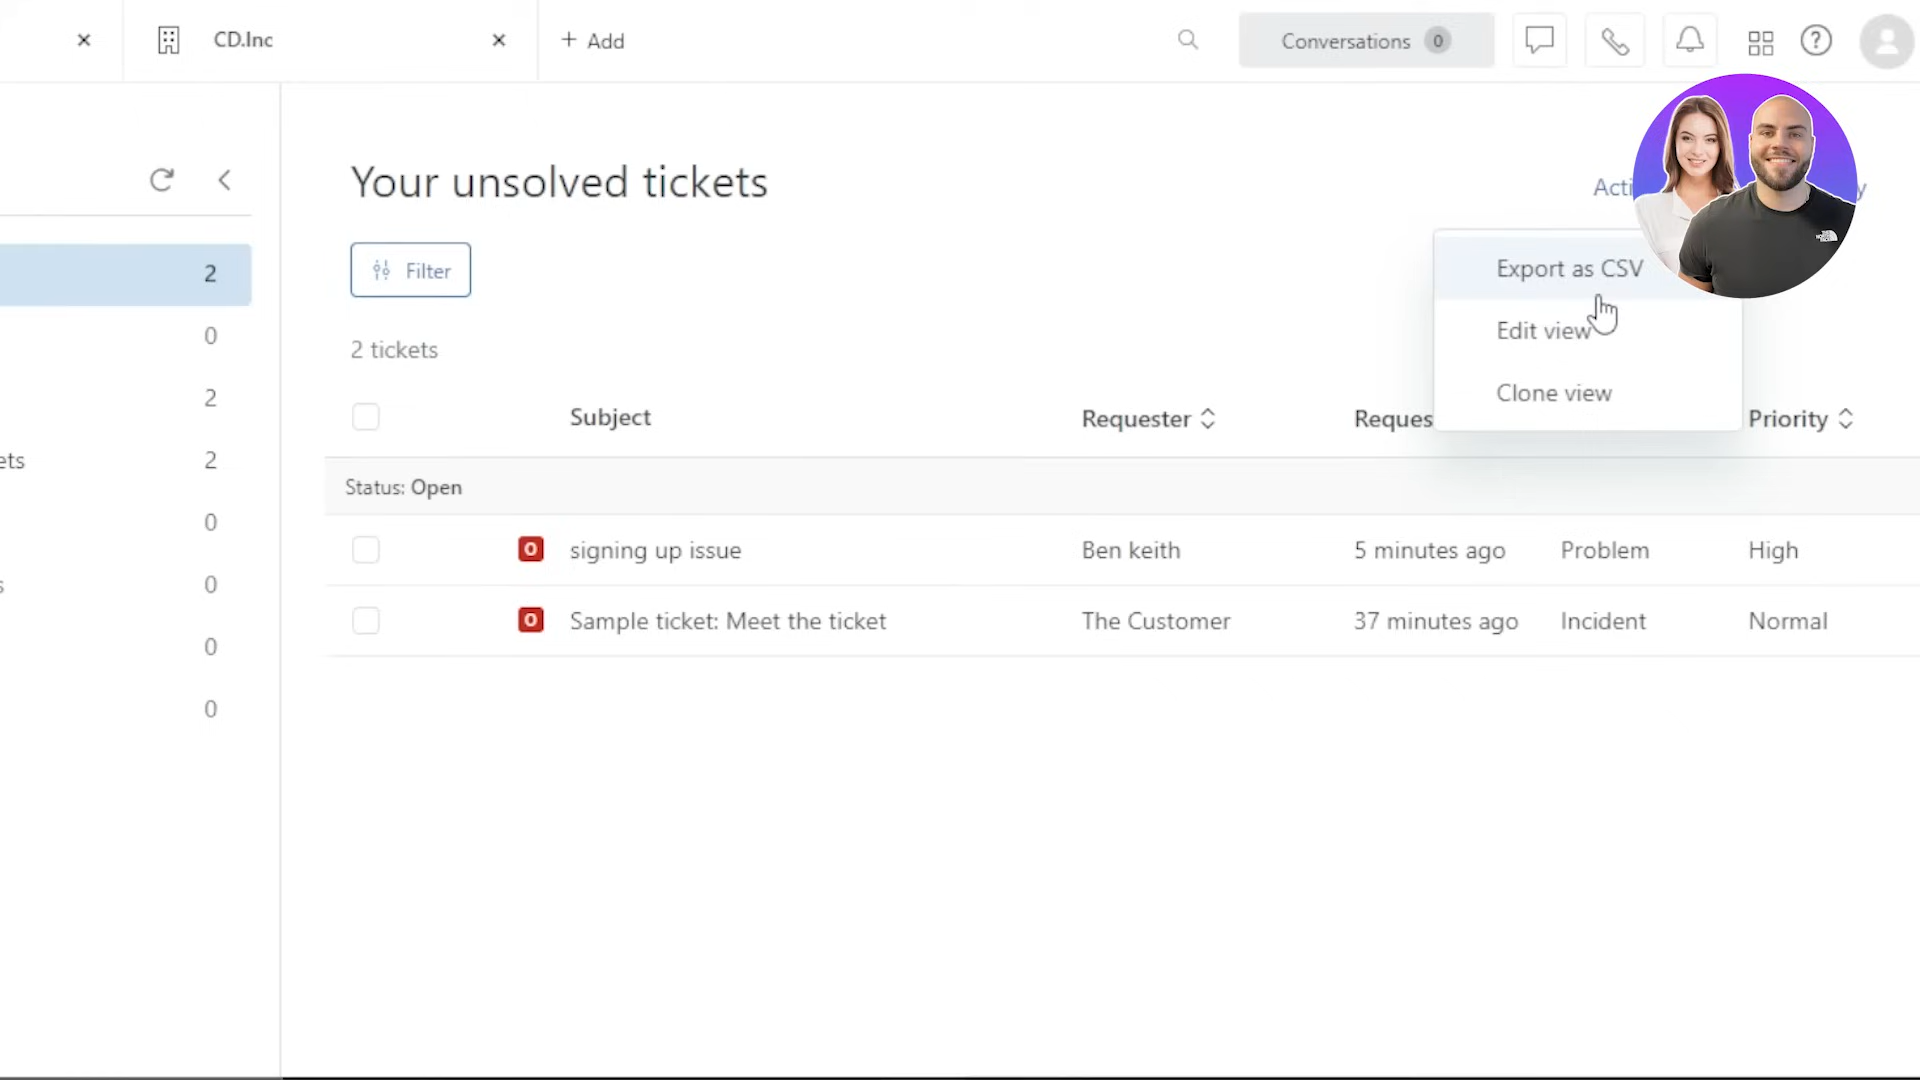 CD.Inc
+ Add
Conversations 0
Your unsolved tickets
Filter
Export as CSV
Edit view
Clone view
2 tickets
Subject Requester Priority
Status: Open
O signing up issue Ben keith 5 minutes ago Problem High
O Sample ticket: Meet the ticket The Customer 37 minutes ago Incident Normal
2
0
2
2
0
0
0
0